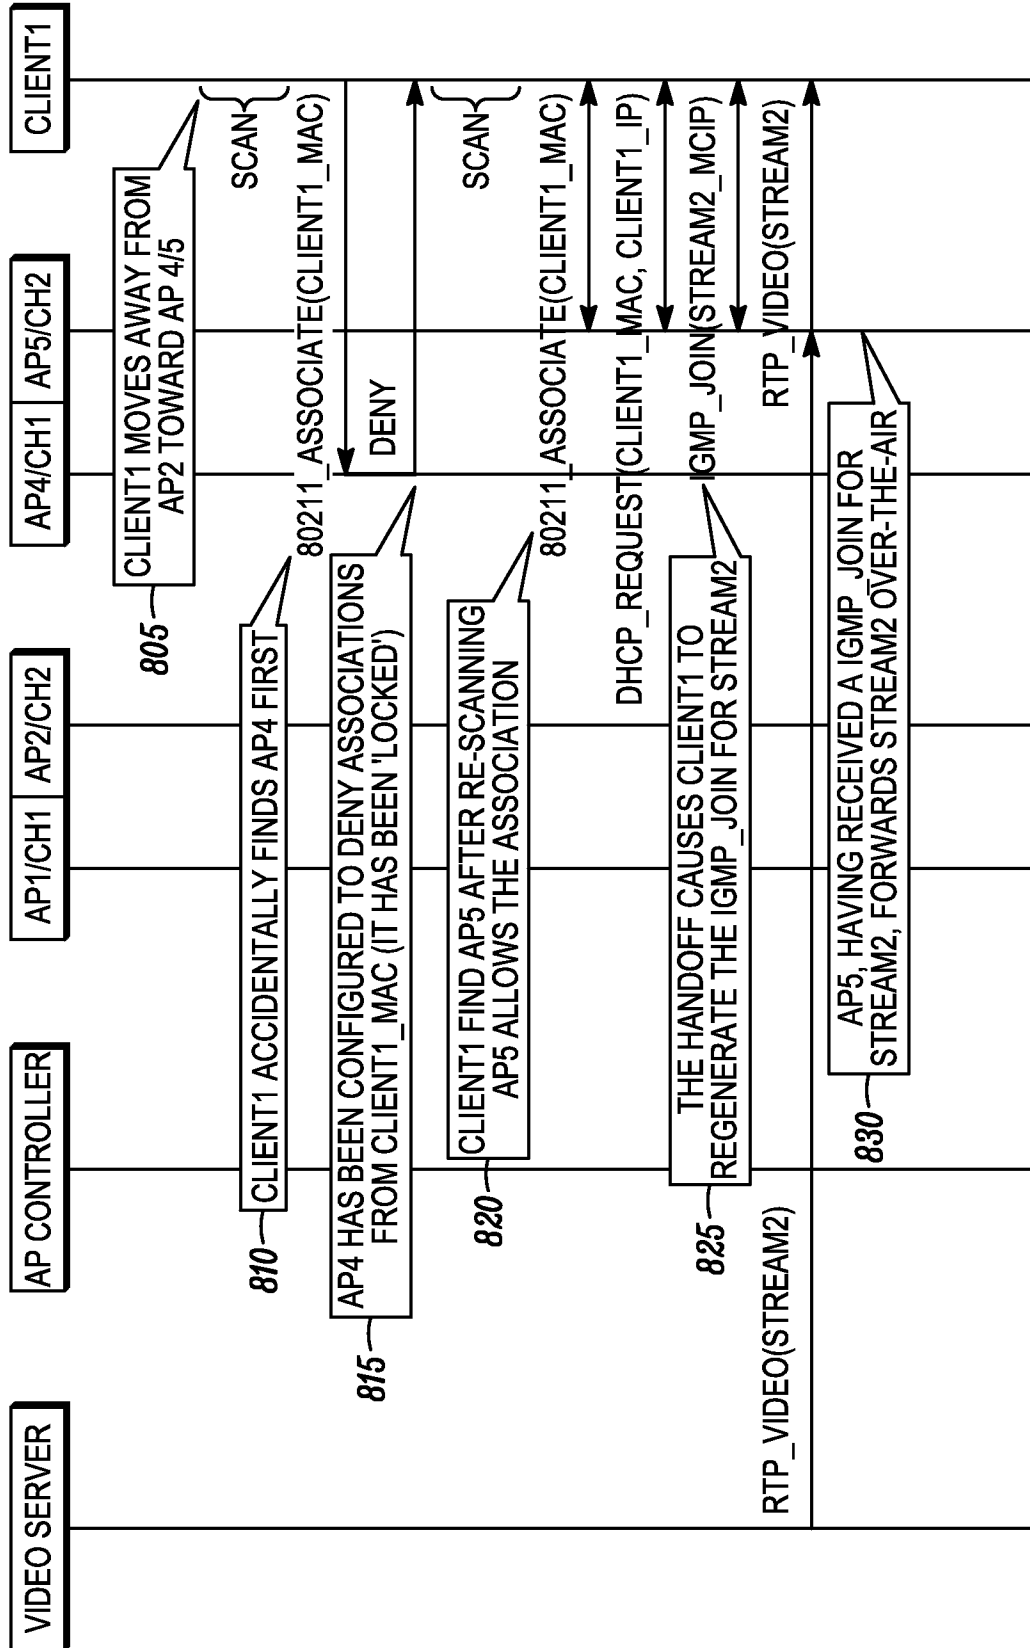 VIDEO SERVER
AP CONTROLLER
AP1/CH1
AP2/CH2
AP4/CH1
AP5/CH2
CLIENT1
805
CLIENT1 MOVES AWAY FROM
AP2 TOWARD AP 4/5
SCAN
810
CLIENT1 ACCIDENTALLY FINDS AP4 FIRST
80211_ASSOCIATE(CLIENT1_MAC)
815
AP4 HAS BEEN CONFIGURED TO DENY ASSOCIATIONS
FROM CLIENT1_MAC (IT HAS BEEN 'LOCKED')
DENY
SCAN
820
CLIENT1 FIND AP5 AFTER RE-SCANNING
AP5 ALLOWS THE ASSOCIATION
80211_ASSOCIATE(CLIENT1_MAC)
DHCP_REQUEST(CLIENT1_MAC, CLIENT1_IP)
825
THE HANDOFF CAUSES CLIENT1 TO
REGENERATE THE IGMP_JOIN FOR STREAM2
IGMP_JOIN(STREAM2_MCIP)
RTP_VIDEO(STREAM2)
RTP_VIDEO(STREAM2)
830
AP5, HAVING RECEIVED A IGMP_JOIN FOR
STREAM2, FORWARDS STREAM2 OVER-THE-AIR